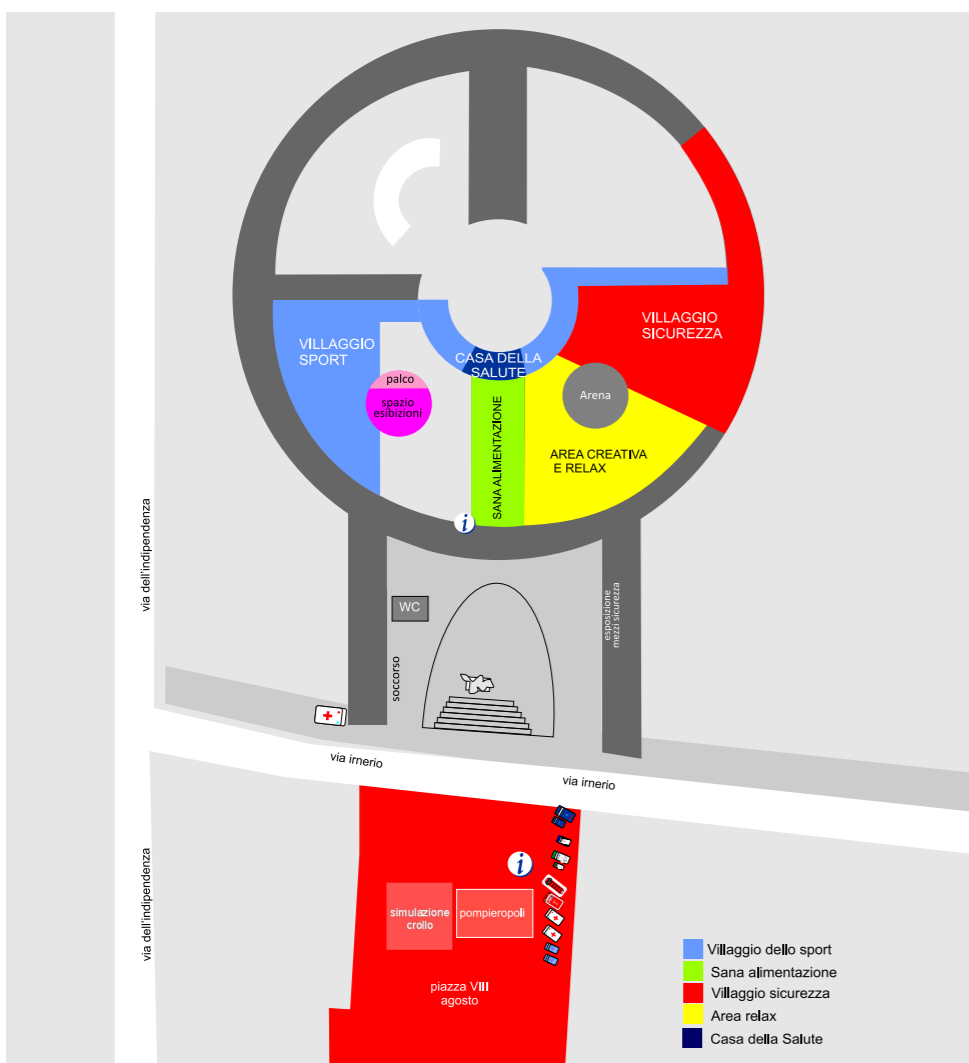 VILLAGGIO
SICUREZZA
VILLAGGIO
SPORT
CASA DELLA
SALUTE
palco
spazio
esibizioni
Arena
SANA ALIMENTAZIONE
AREA CREATIVA
E RELAX
i
via dell'indipendenza
WC
esposizione
mezzi sicurezza
soccorso
via irnerio
via irnerio
i
via dell'indipendenza
simulazione
crollo
pompieropoli
piazza VIII
agosto
Villaggio dello sport
Sana alimentazione
Villaggio sicurezza
Area relax
Casa della Salute